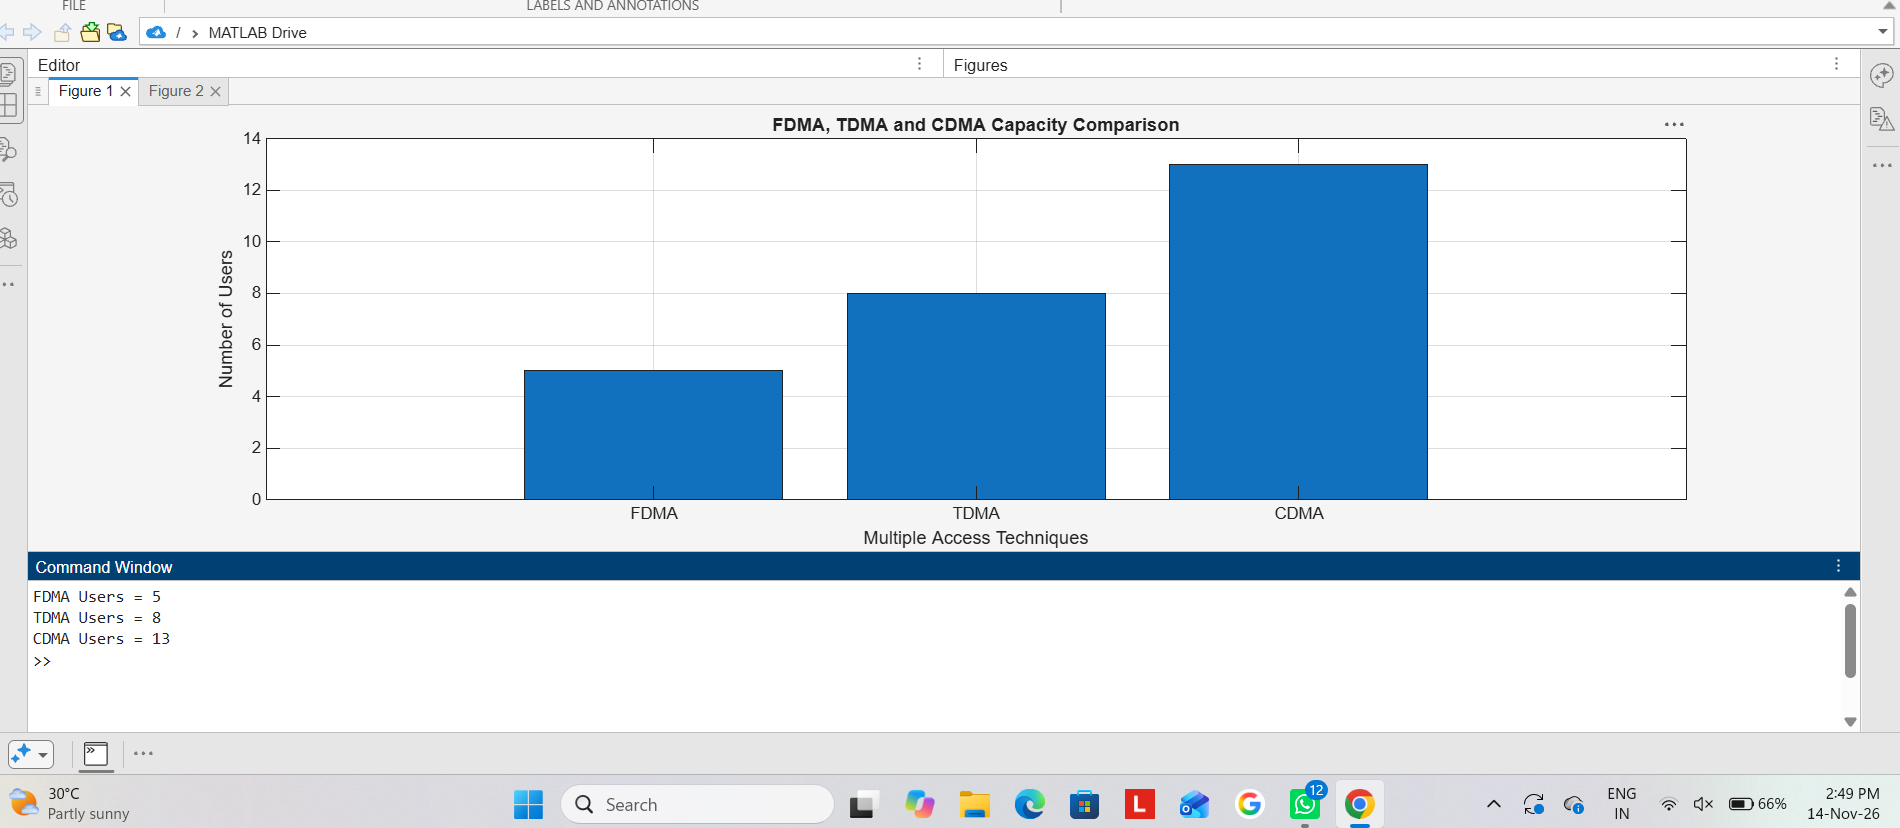 FILE
LABELS AND ANNOTATIONS
/ › MATLAB Drive
Editor
Figures
Figure 1
Figure 2
FDMA, TDMA and CDMA Capacity Comparison
14
12
10
8
6
4
2
0
Number of Users
FDMA TDMA CDMA
Multiple Access Techniques
Command Window
FDMA Users = 5
TDMA Users = 8
CDMA Users = 13
>>
30°C
Partly sunny
Search
L
12
ENG
IN
66%
2:49 PM
14-Nov-26